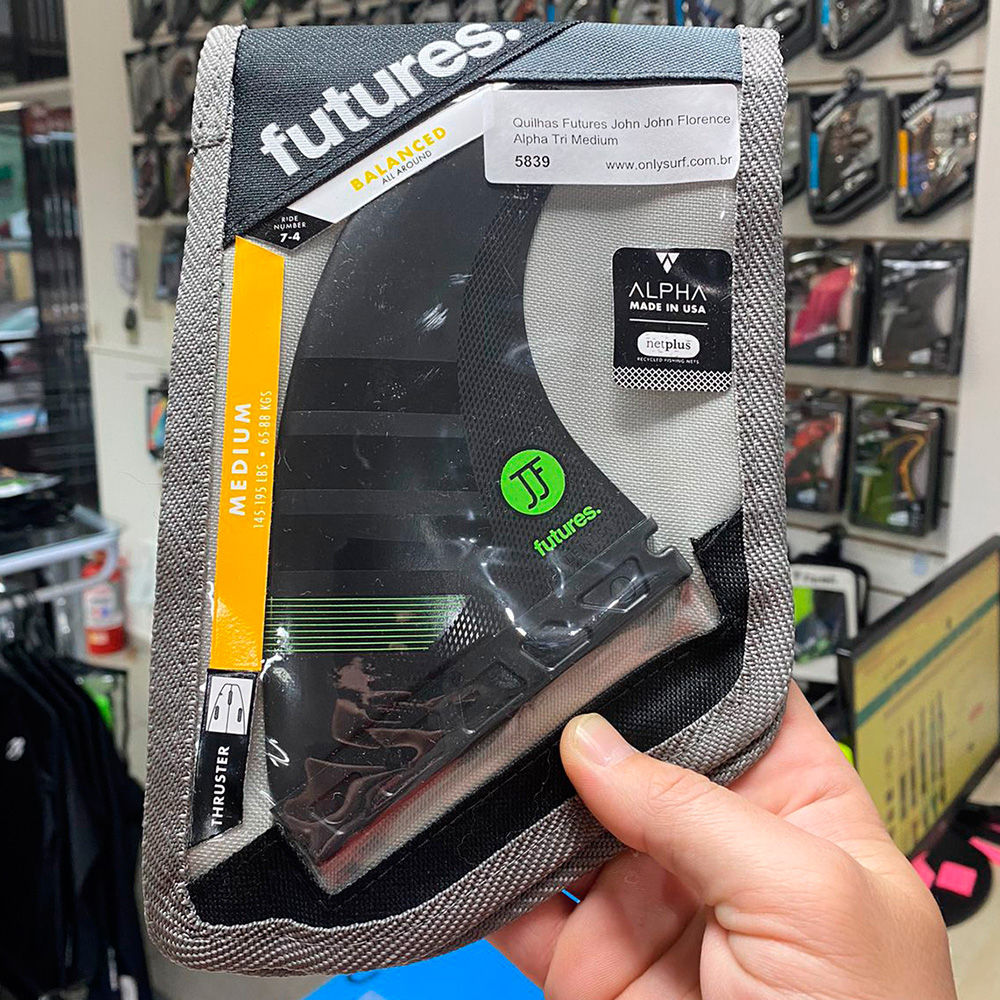 futures.
BALANCED
ALL AROUND
RIDE
NUMBER
7-4
Quilhas Futures John John Florence
Alpha Tri Medium
5839 www.onlysurf.com.br
ALPHA
MADE IN USA
netplus
RECYCLED FISHING NETS
MEDIUM
145 195 LBS • 65 88 KGS
JJF
futures.
THRUSTER